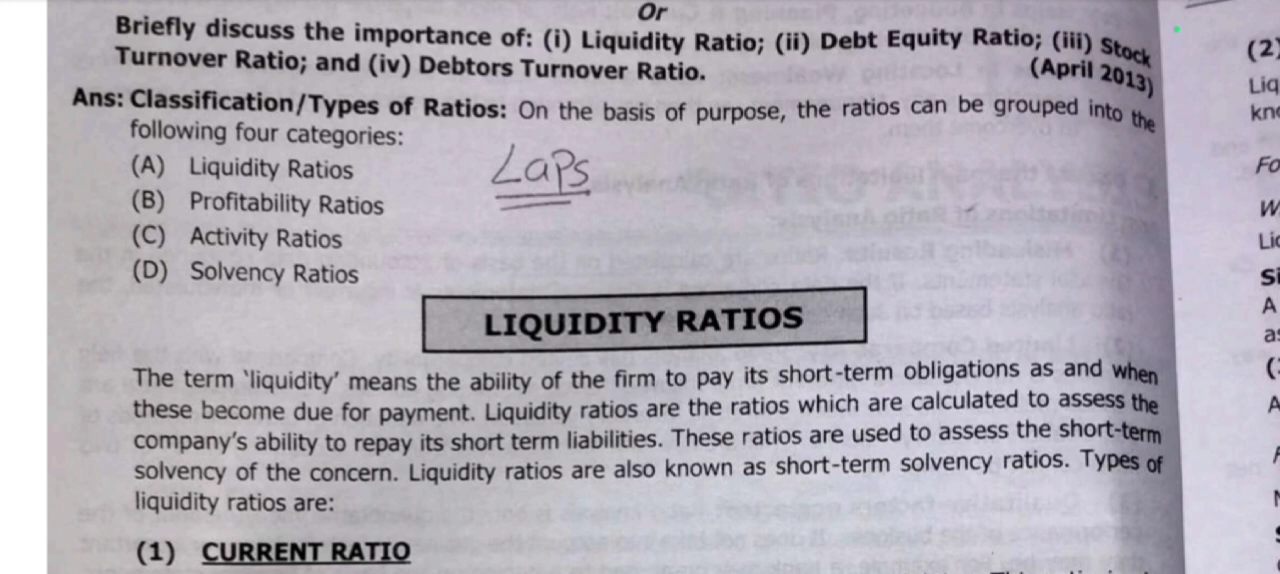 Or
Briefly discuss the importance of: (i) Liquidity Ratio; (ii) Debt Equity Ratio; (iii) Stock
Turnover Ratio; and (iv) Debtors Turnover Ratio. (April 2013)
Ans: Classification/Types of Ratios: On the basis of purpose, the ratios can be grouped into the
following four categories:
(A) Liquidity Ratios
Laps
(B) Profitability Ratios
(C) Activity Ratios
(D) Solvency Ratios
LIQUIDITY RATIOS
The term 'liquidity' means the ability of the firm to pay its short-term obligations as and when
these become due for payment. Liquidity ratios are the ratios which are calculated to assess the
company's ability to repay its short term liabilities. These ratios are used to assess the short-term
solvency of the concern. Liquidity ratios are also known as short-term solvency ratios. Types of
liquidity ratios are:
(1) CURRENT RATIO
(2)